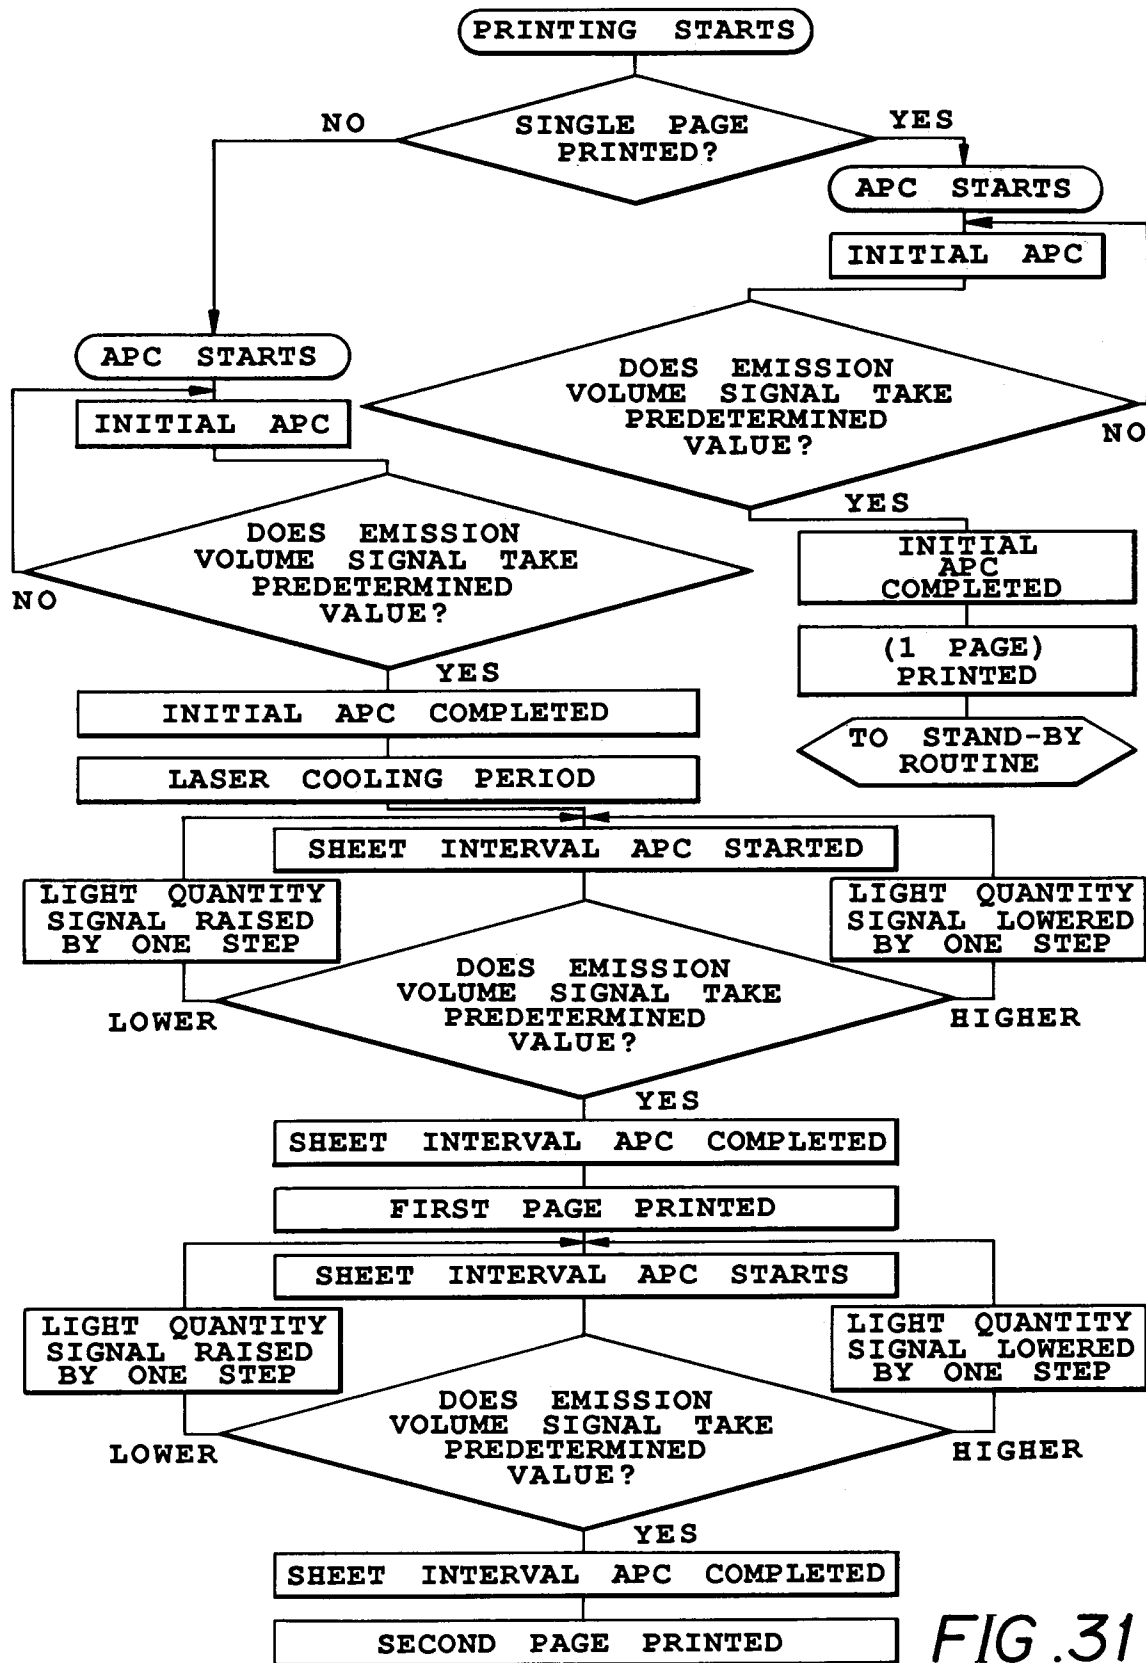 PRINTING STARTS
SINGLE PAGE
PRINTED?
NO
YES
APC STARTS
INITIAL APC
DOES EMISSION
VOLUME SIGNAL TAKE
PREDETERMINED
VALUE?
NO
YES
INITIAL
APC
COMPLETED
(1 PAGE)
PRINTED
TO STAND-BY
ROUTINE
APC STARTS
INITIAL APC
DOES EMISSION
VOLUME SIGNAL TAKE
PREDETERMINED
VALUE?
NO
YES
INITIAL APC COMPLETED
LASER COOLING PERIOD
SHEET INTERVAL APC STARTED
LIGHT QUANTITY
SIGNAL RAISED
BY ONE STEP
LIGHT QUANTITY
SIGNAL LOWERED
BY ONE STEP
DOES EMISSION
VOLUME SIGNAL TAKE
PREDETERMINED
VALUE?
LOWER
HIGHER
YES
SHEET INTERVAL APC COMPLETED
FIRST PAGE PRINTED
SHEET INTERVAL APC STARTS
LIGHT QUANTITY
SIGNAL RAISED
BY ONE STEP
LIGHT QUANTITY
SIGNAL LOWERED
BY ONE STEP
DOES EMISSION
VOLUME SIGNAL TAKE
PREDETERMINED
VALUE?
LOWER
HIGHER
YES
SHEET INTERVAL APC COMPLETED
SECOND PAGE PRINTED
FIG.31